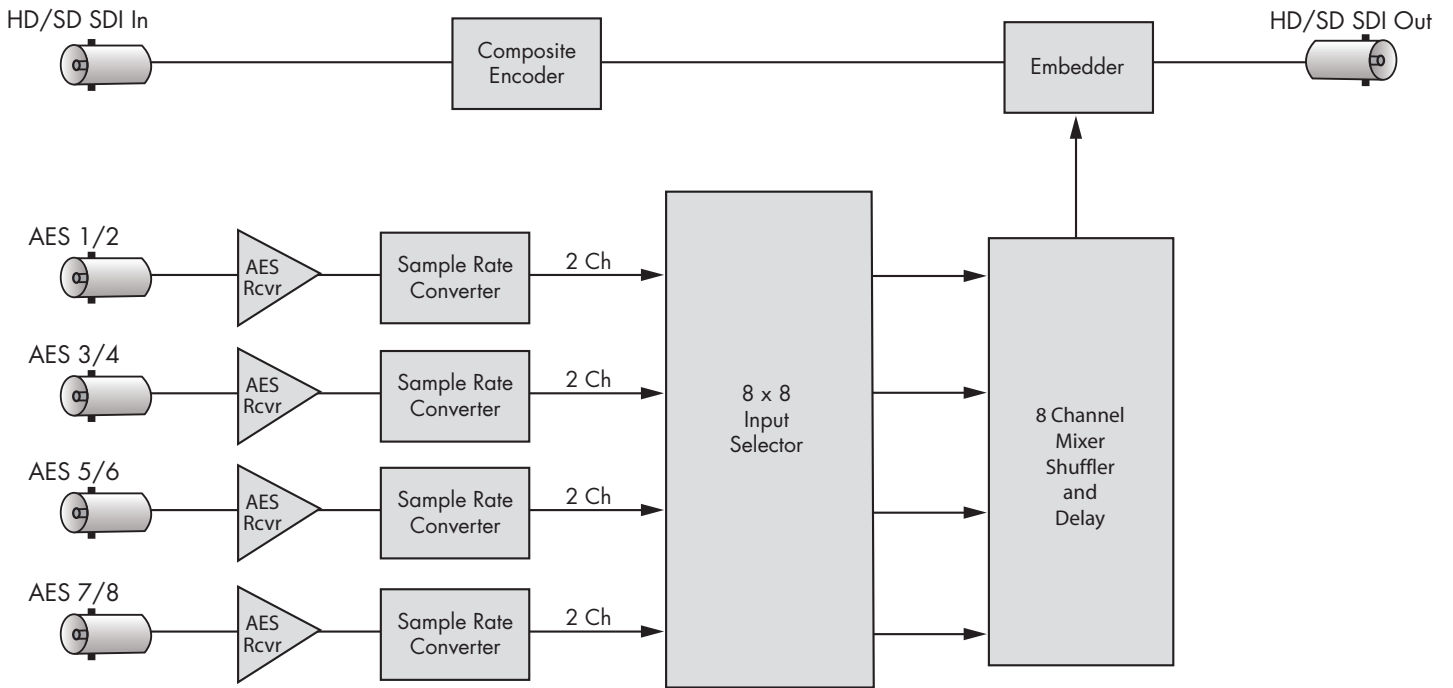 HD/SD SDI In
HD/SD SDI Out
Composite
Encoder
Embedder
AES 1/2
AES
Rcvr
Sample Rate
Converter
2 Ch
AES 3/4
AES
Rcvr
Sample Rate
Converter
2 Ch
AES 5/6
AES
Rcvr
Sample Rate
Converter
2 Ch
AES 7/8
AES
Rcvr
Sample Rate
Converter
2 Ch
8 x 8
Input
Selector
8 Channel
Mixer
Shuffler
and
Delay